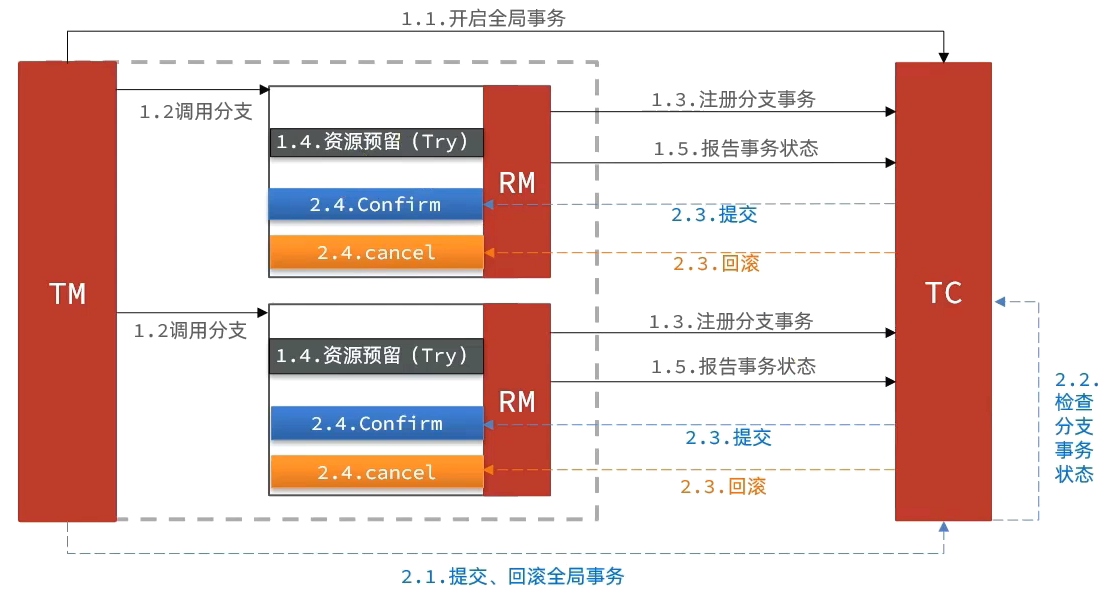 1.1.开启全局事务
TM
1.2调用分支
1.4.资源预留（Try）
2.4.Confirm
2.4.cancel
RM
1.3.注册分支事务
1.5.报告事务状态
2.3.提交
2.3.回滚
TC
1.2调用分支
1.4.资源预留（Try）
2.4.Confirm
2.4.cancel
RM
1.3.注册分支事务
1.5.报告事务状态
2.3.提交
2.3.回滚
2.2.
检查
分支
事务
状态
2.1.提交、回滚全局事务